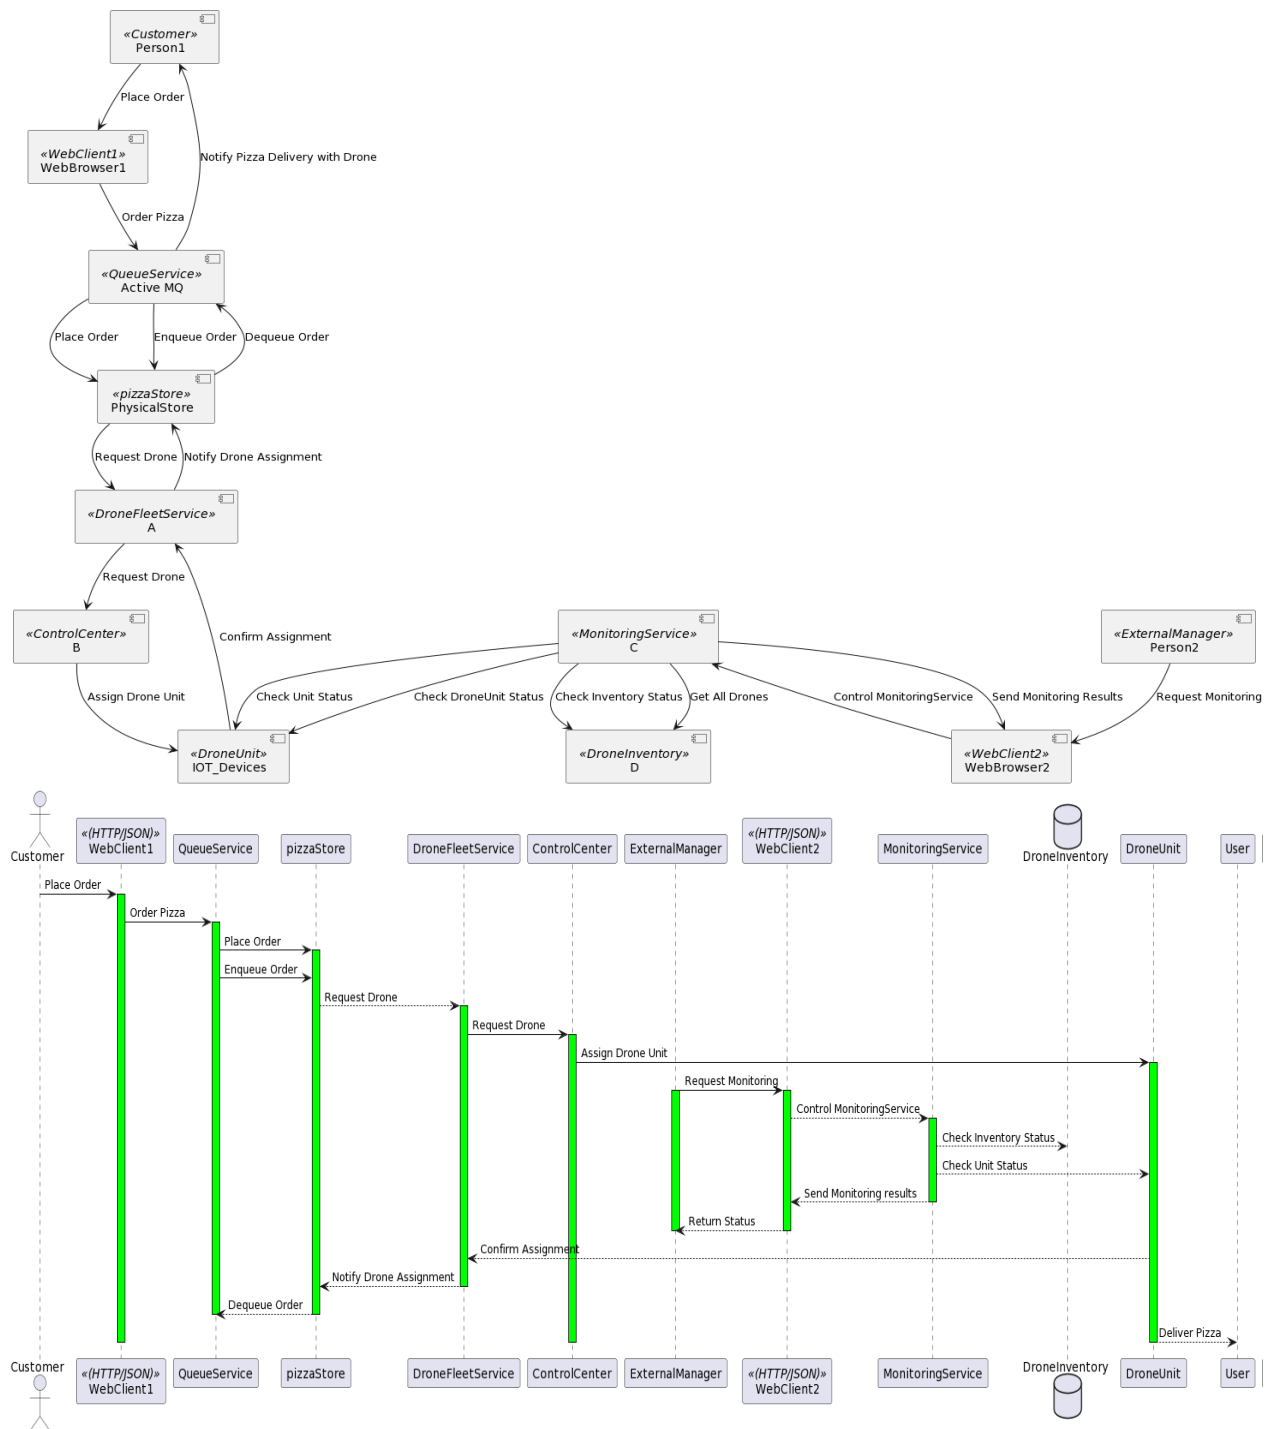 «Customer»
Person1
Place Order
«WebClient1»
WebBrowser1
Notify Pizza Delivery with Drone
Order Pizza
«QueueService»
Active MQ
Place Order
Enqueue Order
Dequeue Order
«pizzaStore»
PhysicalStore
Request Drone
Notify Drone Assignment
«DroneFleetService»
A
Request Drone
«ControlCenter»
B
Confirm Assignment
«MonitoringService»
C
«ExternalManager»
Person2
Assign Drone Unit
Check Unit Status
Check DroneUnit Status
Check Inventory Status
Get All Drones
Control MonitoringService
Send Monitoring Results
Request Monitoring
«DroneUnit»
IOT_Devices
«DroneInventory»
D
«WebClient2»
WebBrowser2
Customer
«(HTTP/JSON)»
WebClient1
QueueService
pizzaStore
DroneFleetService
ControlCenter
ExternalManager
«(HTTP/JSON)»
WebClient2
MonitoringService
DroneInventory
DroneUnit
User
Place Order
Order Pizza
Place Order
Enqueue Order
Request Drone
Request Drone
Assign Drone Unit
Request Monitoring
Control MonitoringService
Check Inventory Status
Check Unit Status
Send Monitoring results
Return Status
Confirm Assignment
Notify Drone Assignment
Dequeue Order
Deliver Pizza
Customer
«(HTTP/JSON)»
WebClient1
QueueService
pizzaStore
DroneFleetService
ControlCenter
ExternalManager
«(HTTP/JSON)»
WebClient2
MonitoringService
DroneInventory
DroneUnit
User